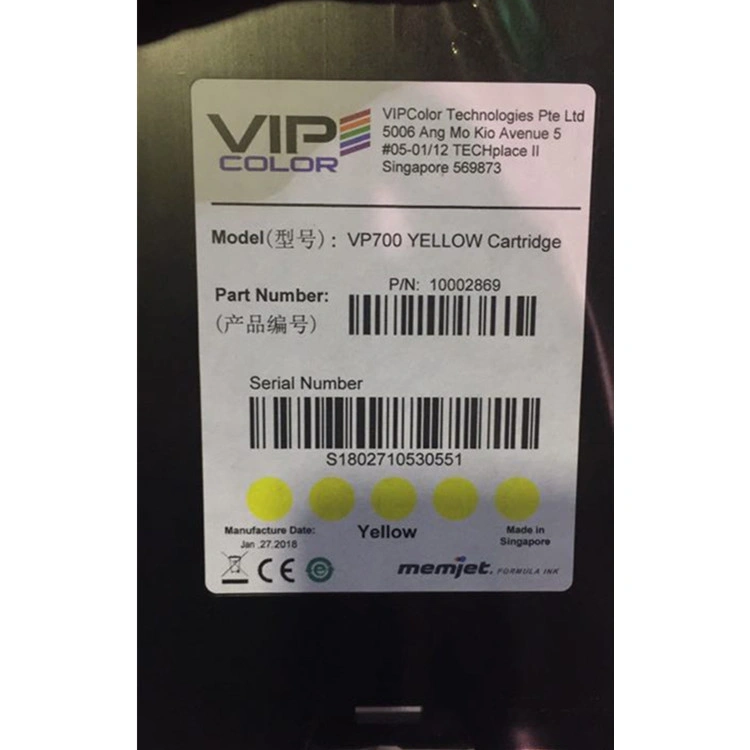 VIP
COLOR
VIPColor Technologies Pte Ltd
5006 Ang Mo Kio Avenue 5
#05-01/12 TECHplace II
Singapore 569873
Model(型号): VP700 YELLOW Cartridge
P/N: 10002869
Part Number:
(产品编号)
Serial Number
S1802710530551
Manufacture Date:
Jan .27.2018
Yellow
Made in
Singapore
CE
memjet. FORMULA INK